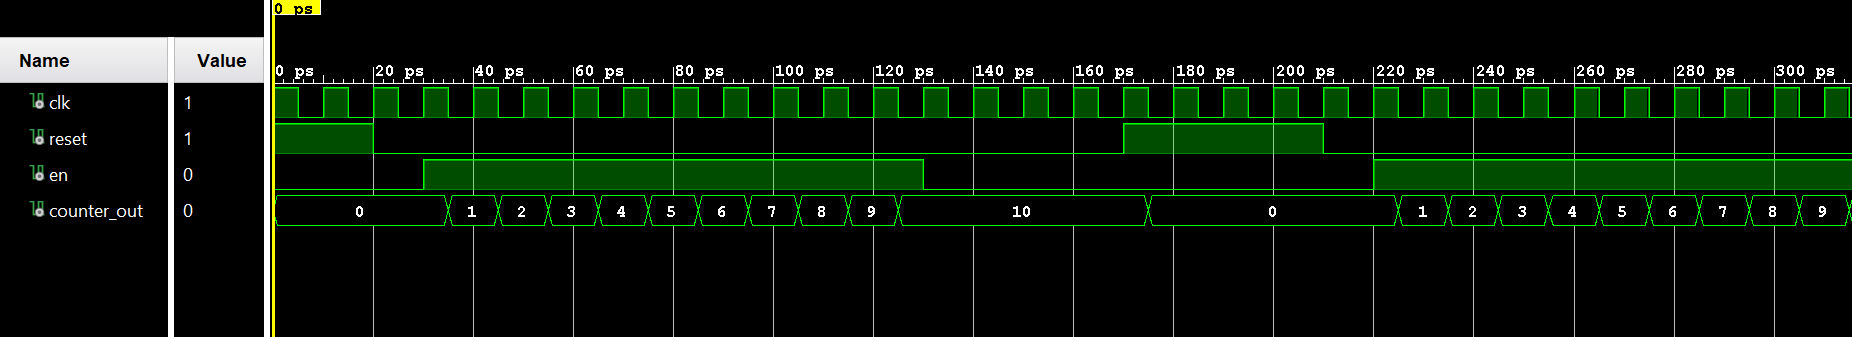 0 ps
Name Value
0 ps 20 ps 40 ps 60 ps 80 ps 100 ps 120 ps 140 ps 160 ps 180 ps 200 ps 220 ps 240 ps 260 ps 280 ps 300 ps
clk 1
reset 1
en 0
counter_out 0 0 1 2 3 4 5 6 7 8 9 10 0 1 2 3 4 5 6 7 8 9